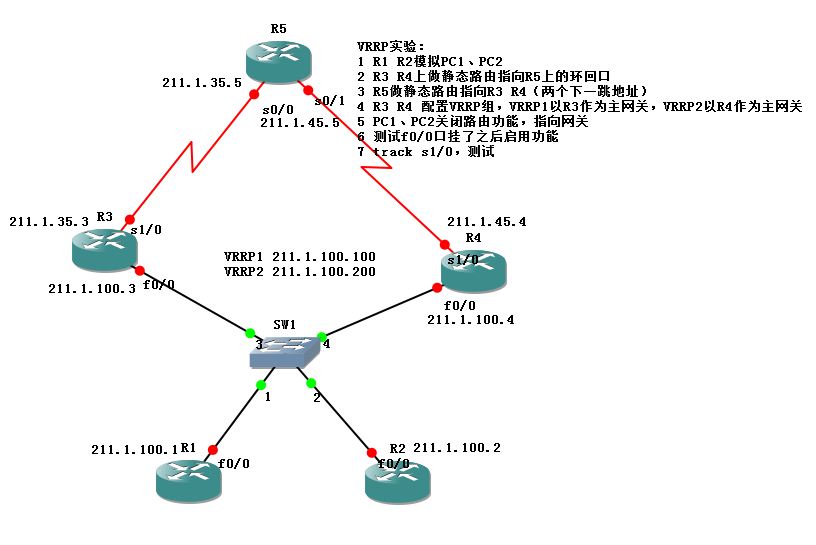 R5
VRRP实验：
1 R1 R2模拟PC1、PC2
2 R3 R4上做静态路由指向R5上的环回口
3 R5做静态路由指向R3 R4（两个下一跳地址）
4 R3 R4 配置VRRP组，VRRP1以R3作为主网关，VRRP2以R4作为主网关
5 PC1、PC2关闭路由功能，指向网关
6 测试f0/0口挂了之后启用功能
7 track s1/0，测试
211.1.35.5
s0/0
s0/1
211.1.45.5
211.1.35.3
R3
s1/0
211.1.45.4
R4
s1/0
VRRP1 211.1.100.100
VRRP2 211.1.100.200
f0/0
211.1.100.3
f0/0
211.1.100.4
SW1
3
4
1
2
211.1.100.1
R1
f0/0
R2
211.1.100.2
f0/0